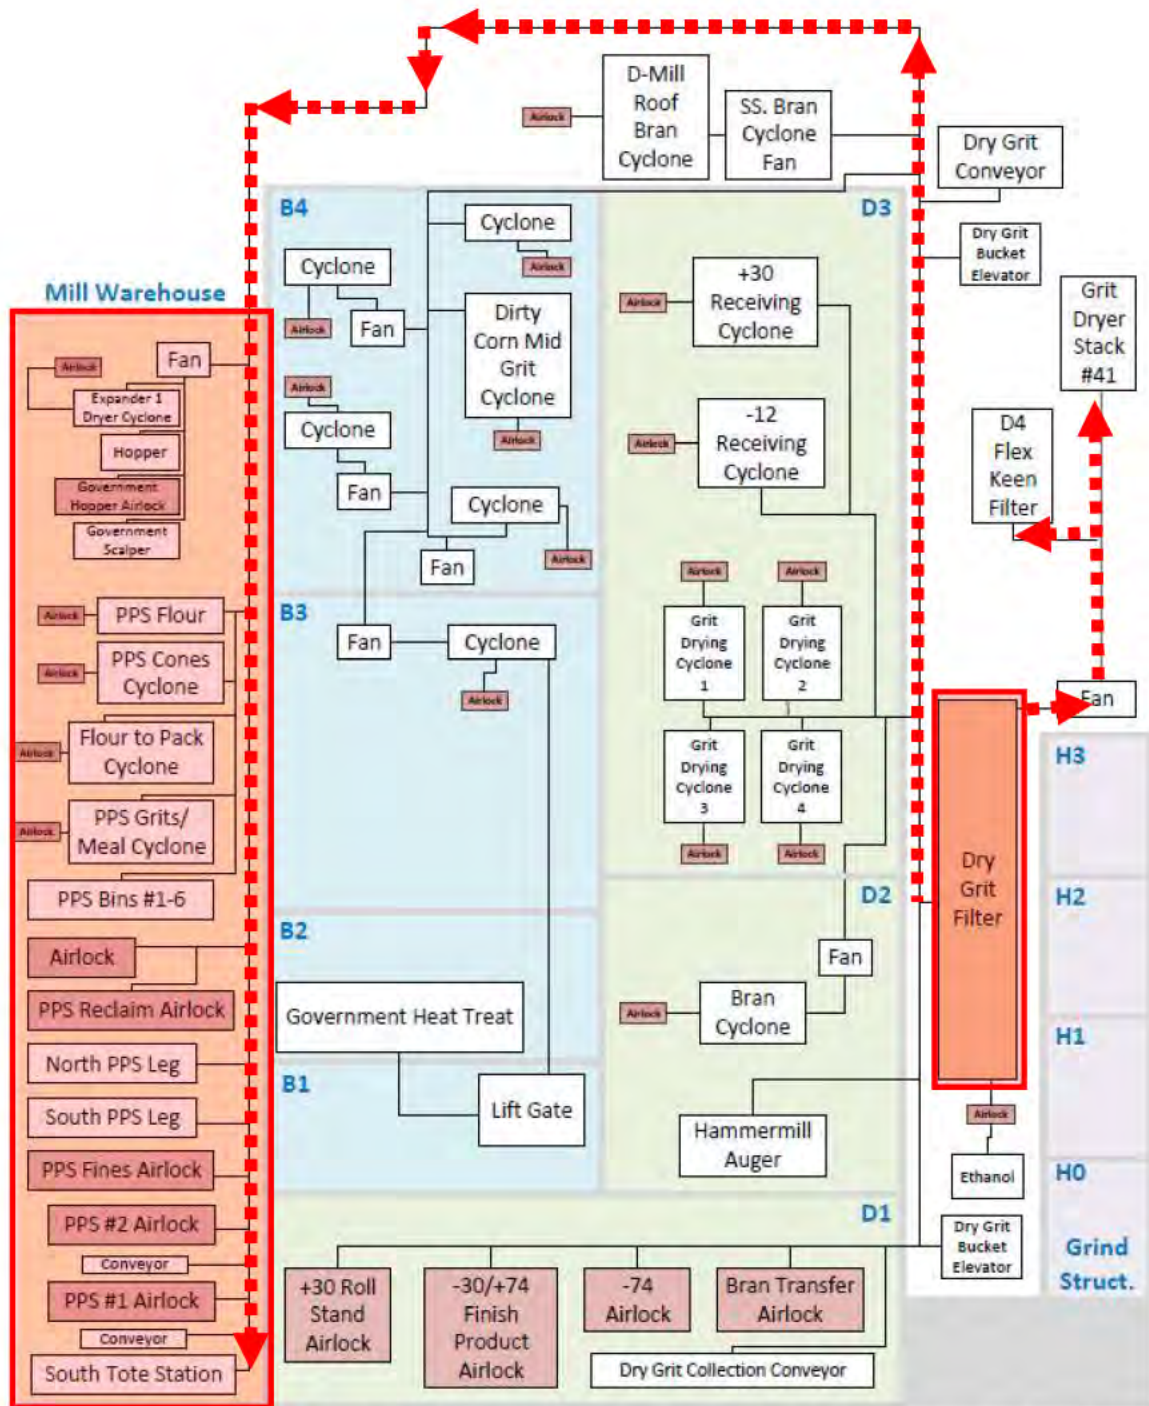 Airlock
D-Mill
Roof
Bran
Cyclone
SS. Bran
Cyclone
Fan
Dry Grit
Conveyor
Dry Grit
Bucket
Elevator
Grit
Dryer
Stack
#41
D4
Flex
Keen
Filter
Fan
Mill Warehouse
Fan
Airlock
Expander 1
Dryer Cyclone
Hopper
Government
Hopper Airlock
Government
Scalper
Airlock
PPS Flour
Airlock
PPS Cones
Cyclone
Airlock
Flour to Pack
Cyclone
Airlock
PPS Grits/
Meal Cyclone
PPS Bins #1-6
Airlock
PPS Reclaim Airlock
North PPS Leg
South PPS Leg
PPS Fines Airlock
PPS #2 Airlock
Conveyor
PPS #1 Airlock
Conveyor
South Tote Station
B4
Cyclone
Airlock
Cyclone
Airlock
Fan
Dirty
Corn Mid
Grit
Cyclone
Airlock
Airlock
Cyclone
Fan
Cyclone
Airlock
Fan
B3
Fan
Cyclone
Airlock
B2
Government Heat Treat
B1
Lift Gate
D3
Airlock
+30
Receiving
Cyclone
Airlock
-12
Receiving
Cyclone
Airlock
Airlock
Grit
Drying
Cyclone
1
Grit
Drying
Cyclone
2
Grit
Drying
Cyclone
3
Grit
Drying
Cyclone
4
Airlock
Airlock
D2
Fan
Airlock
Bran
Cyclone
Hammermill
Auger
D1
+30 Roll
Stand
Airlock
-30/+74
Finish
Product
Airlock
-74
Airlock
Bran Transfer
Airlock
Dry Grit Collection Conveyor
Dry
Grit
Filter
Airlock
Ethanol
Dry Grit
Bucket
Elevator
H3
H2
H1
H0
Grind
Struct.